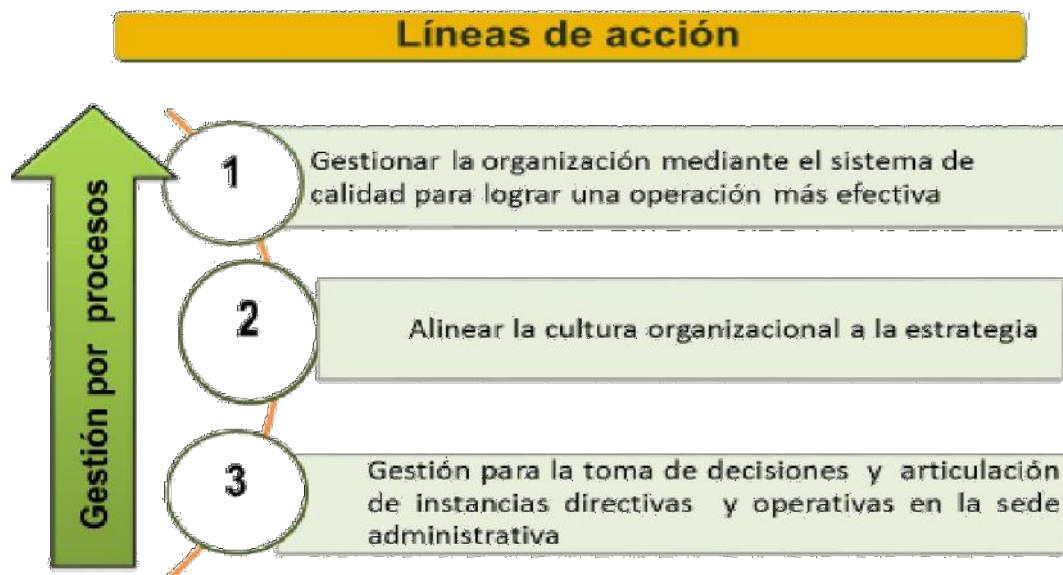 Líneas de acción
Gestión por procesos
1
Gestionar la organización mediante el sistema de
calidad para lograr una operación más efectiva
2
Alinear la cultura organizacional a la estrategia
3
Gestión para la toma de decisiones y articulación
de instancias directivas y operativas en la sede
administrativa